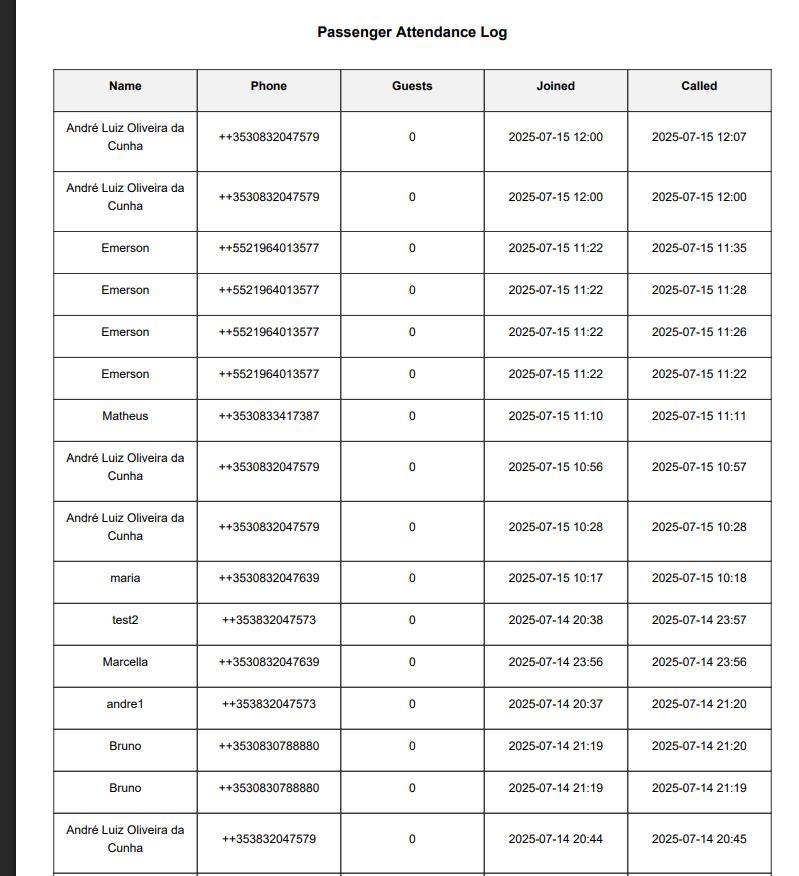 Passenger Attendance Log
Name Phone Guests Joined Called
André Luiz Oliveira da
Cunha ++3530832047579 0 2025-07-15 12:00 2025-07-15 12:07
André Luiz Oliveira da
Cunha ++3530832047579 0 2025-07-15 12:00 2025-07-15 12:00
Emerson ++5521964013577 0 2025-07-15 11:22 2025-07-15 11:35
Emerson ++5521964013577 0 2025-07-15 11:22 2025-07-15 11:28
Emerson ++5521964013577 0 2025-07-15 11:22 2025-07-15 11:26
Emerson ++5521964013577 0 2025-07-15 11:22 2025-07-15 11:22
Matheus ++3530833417387 0 2025-07-15 11:10 2025-07-15 11:11
André Luiz Oliveira da
Cunha ++3530832047579 0 2025-07-15 10:56 2025-07-15 10:57
André Luiz Oliveira da
Cunha ++3530832047579 0 2025-07-15 10:28 2025-07-15 10:28
maria ++3530832047639 0 2025-07-15 10:17 2025-07-15 10:18
test2 ++353832047573 0 2025-07-14 20:38 2025-07-14 23:57
Marcella ++3530832047639 0 2025-07-14 23:56 2025-07-14 23:56
andre1 ++353832047573 0 2025-07-14 20:37 2025-07-14 21:20
Bruno ++3530830788880 0 2025-07-14 21:19 2025-07-14 21:20
Bruno ++3530830788880 0 2025-07-14 21:19 2025-07-14 21:19
André Luiz Oliveira da
Cunha ++353832047579 0 2025-07-14 20:44 2025-07-14 20:45